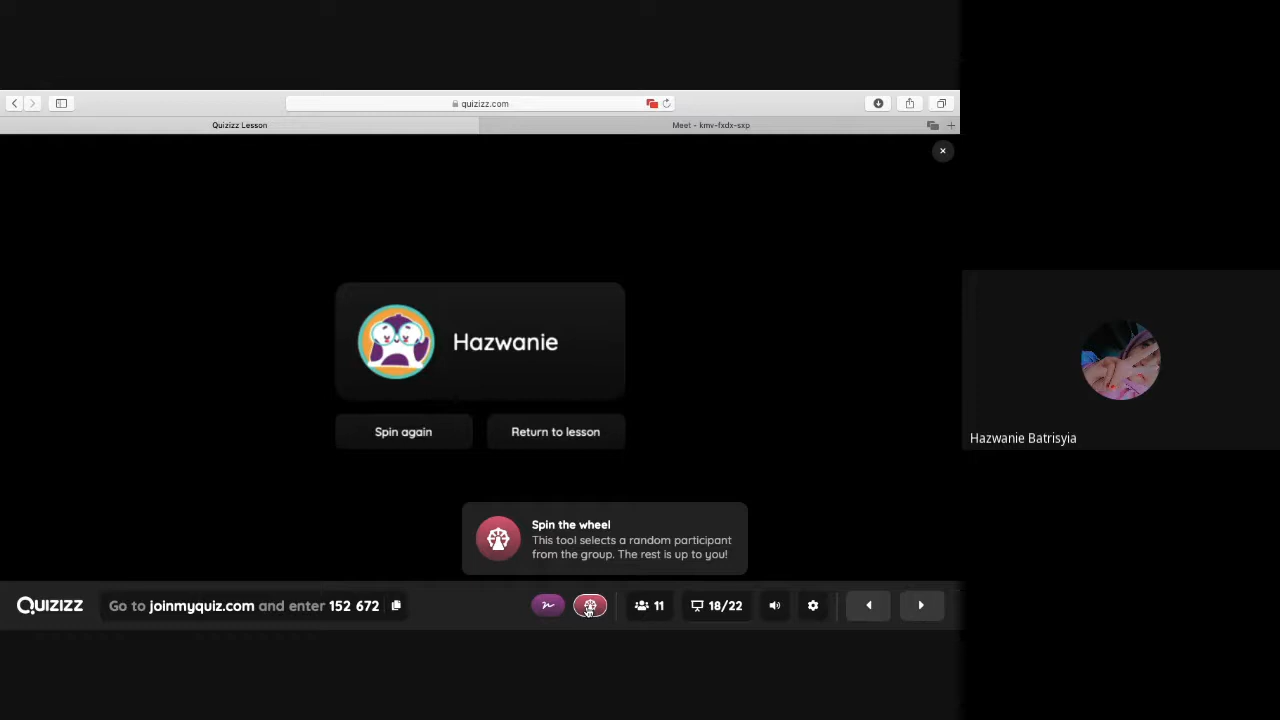 quizizz.com
Quizizz Lesson
Meet - kmv-fxdx-sxp
Hazwanie
Spin again
Return to lesson
Hazwanie Batrisyia
Spin the wheel
This tool selects a random participant
from the group. The rest is up to you!
QUIZIZZ
Go to joinmyquiz.com and enter 152 672
11
18/22